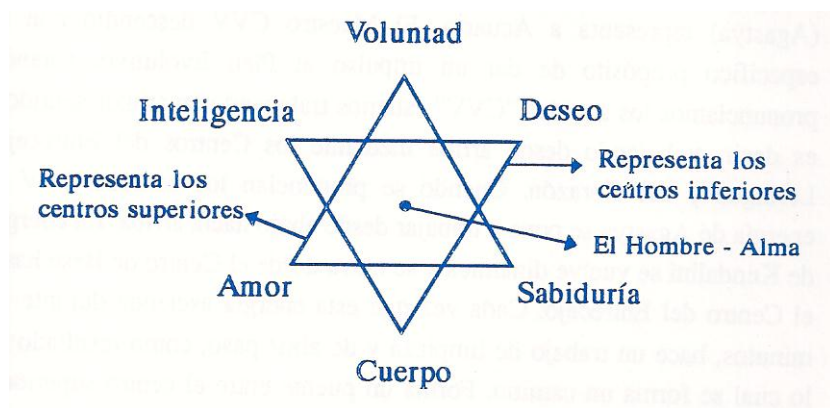 Voluntad
Inteligencia
Deseo
Representa los
centros superiores
Representa los
centros inferiores
El Hombre - Alma
Amor
Sabiduría
Cuerpo